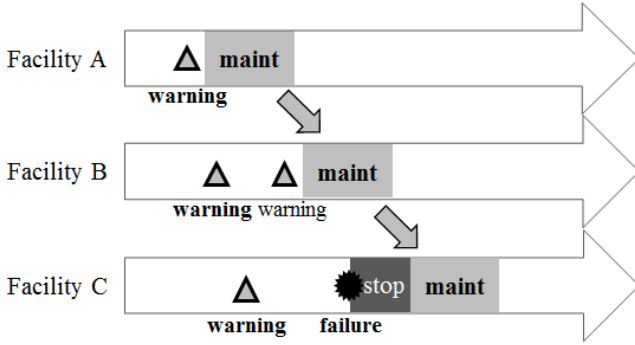 Facility A
maint
warning
Facility B
maint
warning warning
Facility C
stop maint
warning failure